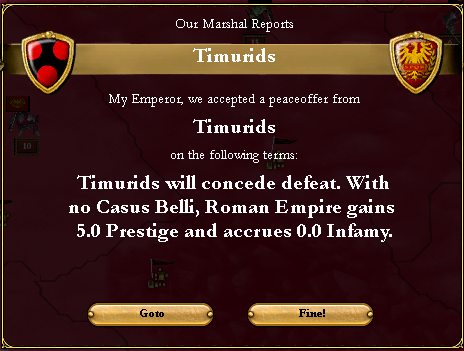 Our Marshal Reports
Timurids
My Emperor, we accepted a peaceoffer from
Timurids
on the following terms:
Timurids will concede defeat. With
no Casus Belli, Roman Empire gains
5.0 Prestige and accrues 0.0 Infamy.
10
Goto Fine!